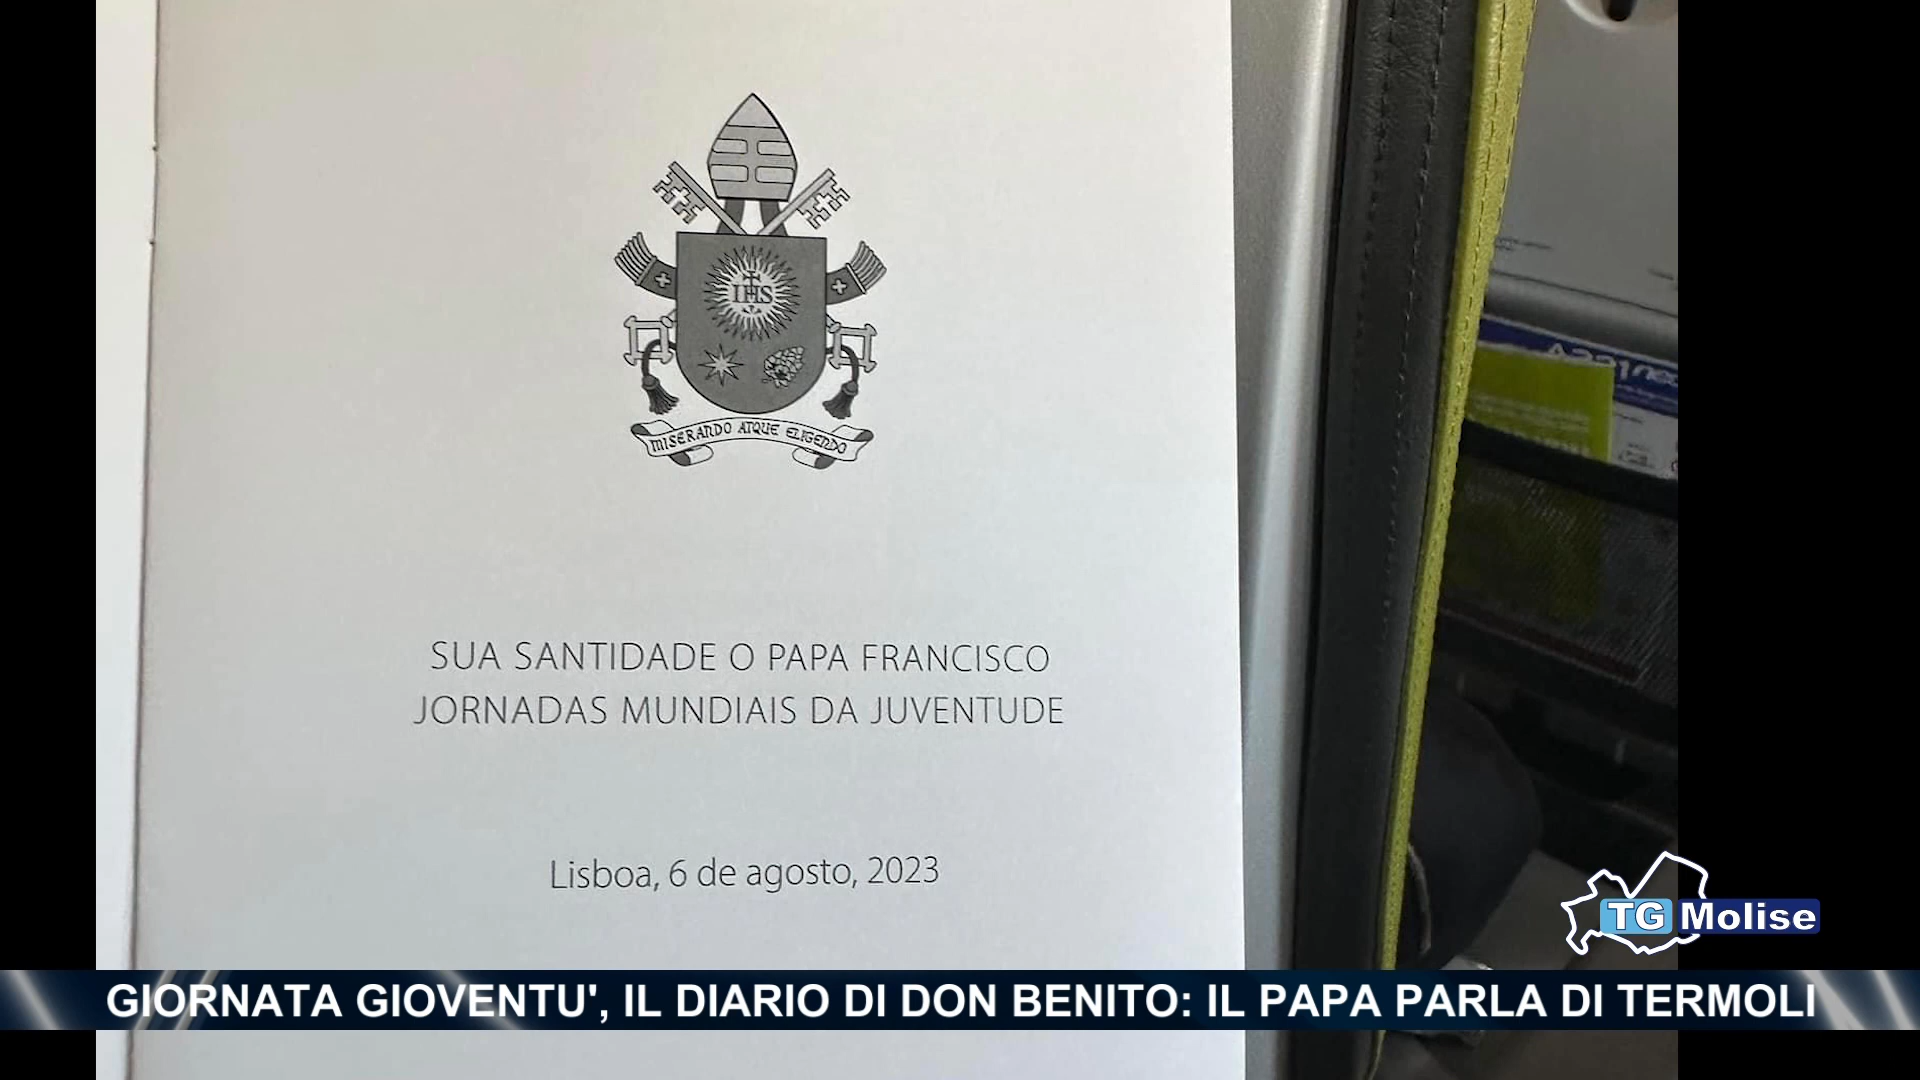 IHS
MISERANDO ATQUE ELIGENDO
SUA SANTIDADE O PAPA FRANCISCO
JORNADAS MUNDIAIS DA JUVENTUDE
Lisboa, 6 de agosto, 2023
TG Molise
GIORNATA GIOVENTU', IL DIARIO DI DON BENITO: IL PAPA PARLA DI TERMOLI